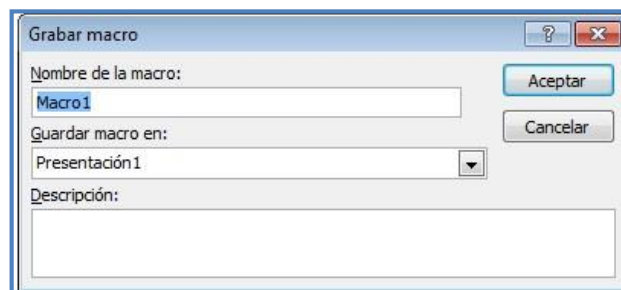 Grabar macro
Nombre de la macro:
Aceptar
Macro1
Guardar macro en:
Cancelar
Presentación1
Descripción: